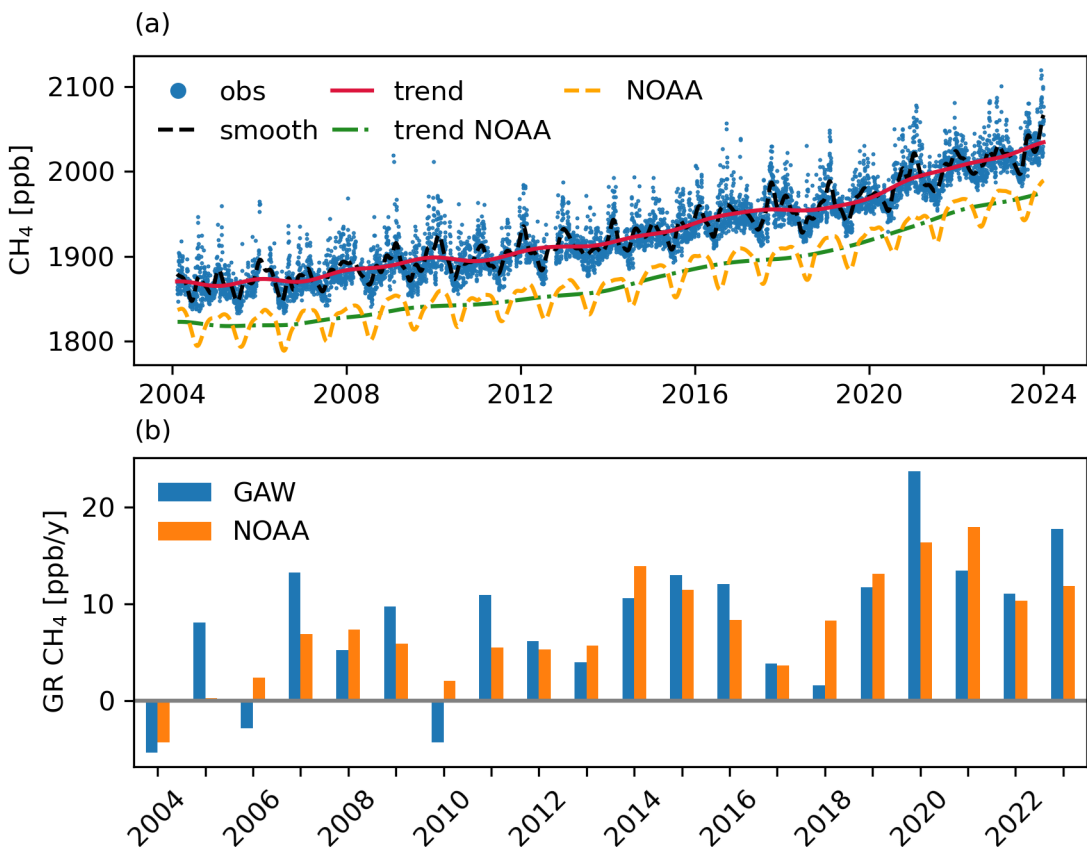 (a)
CH₄ [ppb]
2100
2000
1900
1800
obs
trend
NOAA
smooth
trend NOAA
2004
2008
2012
2016
2020
2024
(b)
GR CH₄ [ppb/y]
20
10
0
GAW
NOAA
2004
2006
2008
2010
2012
2014
2016
2018
2020
2022